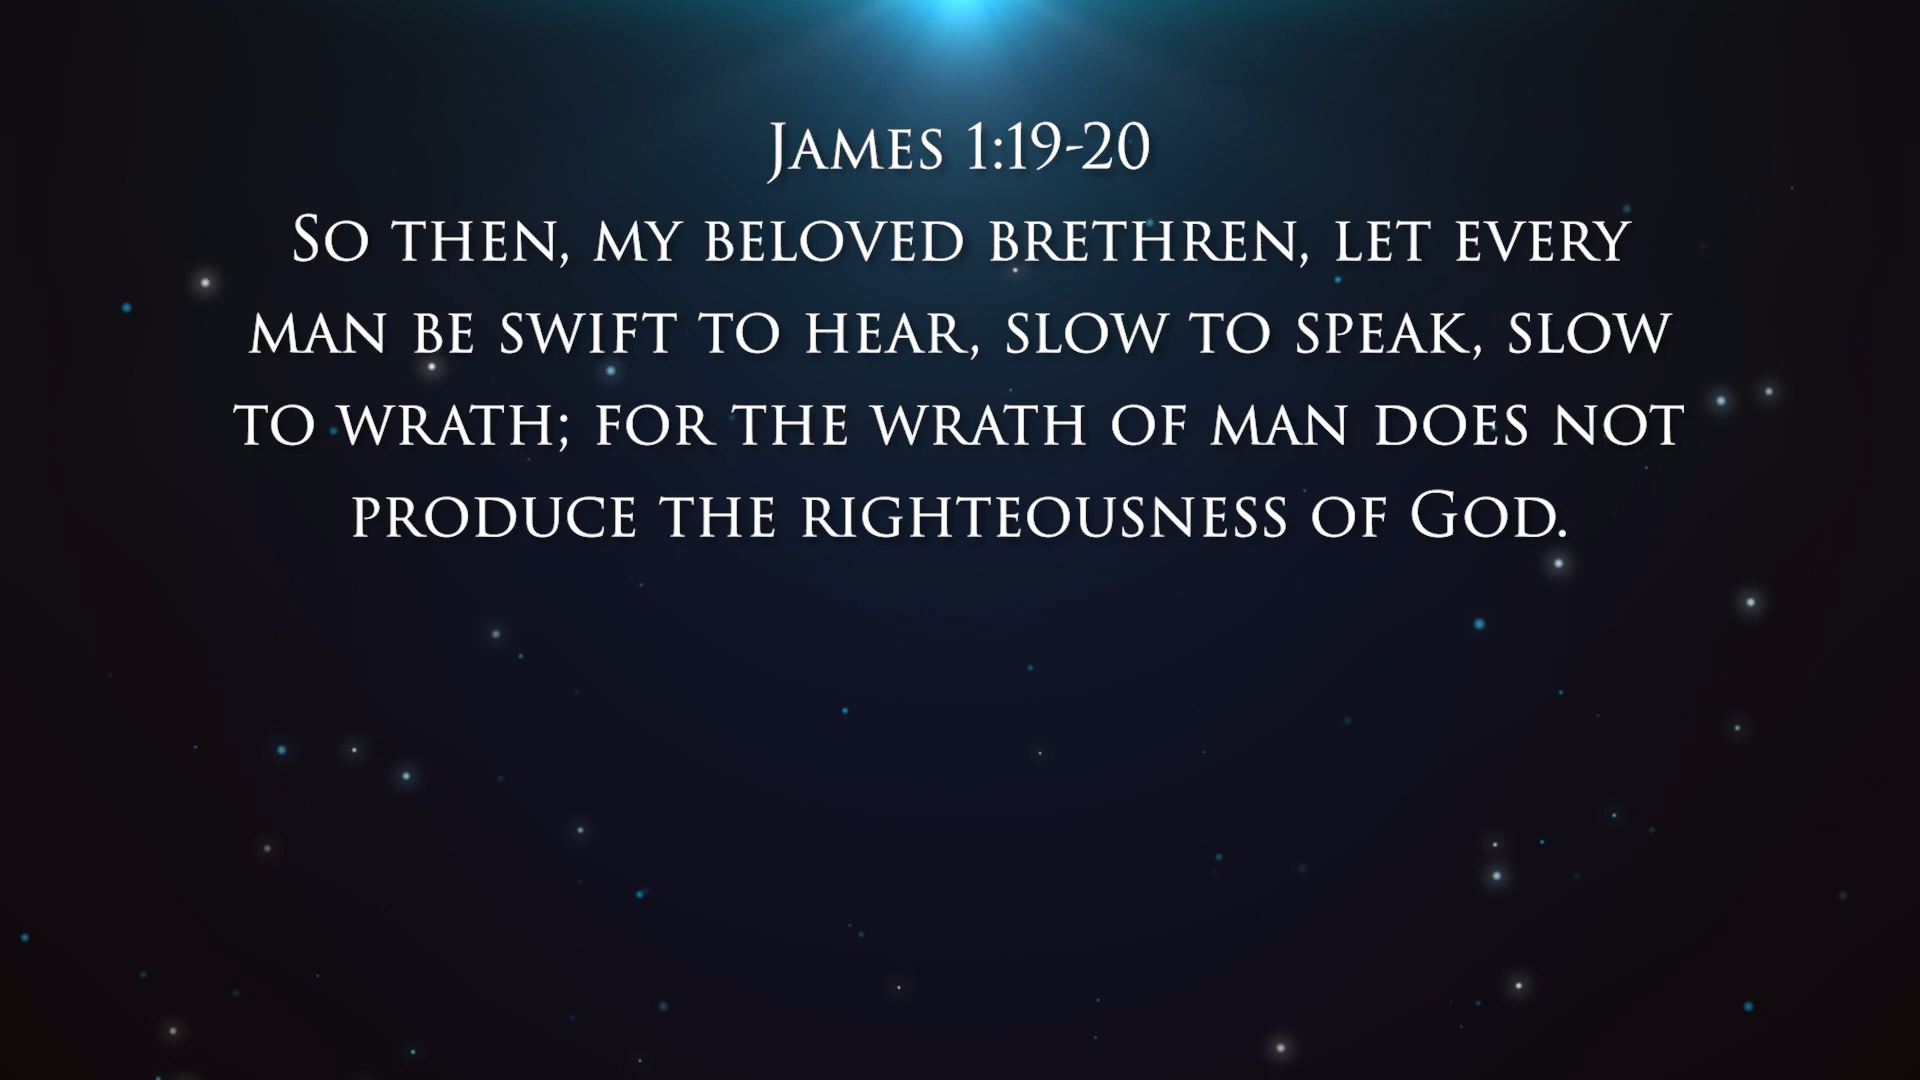 James 1:19-20
So then, my beloved brethren, let every
man be swift to hear, slow to speak, slow
to wrath; for the wrath of man does not
produce the righteousness of God.